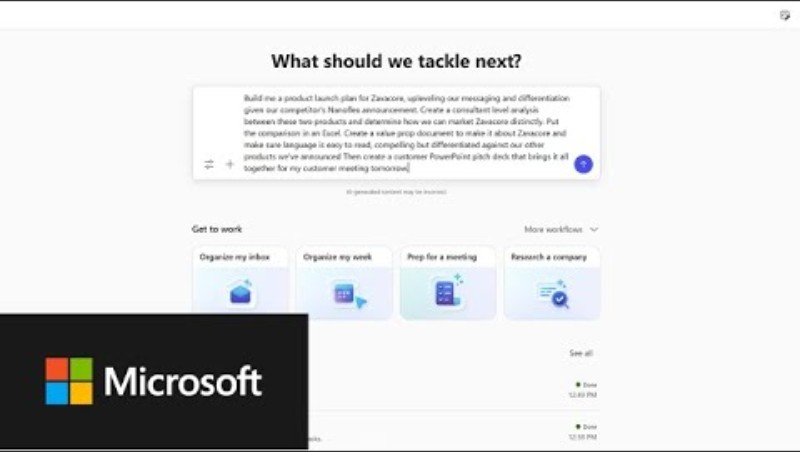 What should we tackle next?
Build me a product launch plan for Zavacore, upleveling our messaging and differentiation
given our competitor's Nanoflex announcement. Create a consultant level analysis
between these two products and determine how we can market Zavacore distinctly. Put
the comparison in an Excel. Create a value prop document to make it about Zavacore and
make sure language is easy to read, compelling but differentiated against our other
products we've announced Then create a customer PowerPoint pitch deck that brings it all
together for my customer meeting tomorrow.
AI-generated content may be incorrect
Get to work
More workflows
Organize my inbox
Organize my week
Prep for a meeting
Research a company
See all
Done
12:49 PM
Done
12:38 PM
Microsoft